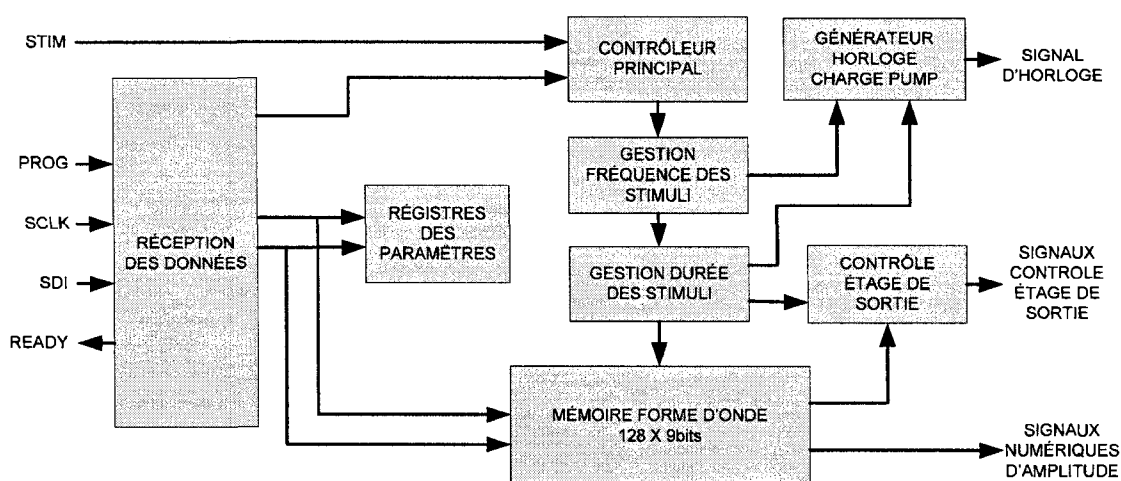 STIM
CONTRÔLEUR
PRINCIPAL
GÉNÉRATEUR
HORLOGE
CHARGE PUMP
SIGNAL
D'HORLOGE
PROG
SCLK
SDI
READY
RÉCEPTION
DES DONNÉES
RÉGISTRES
DES
PARAMÉTRES
GESTION
FRÉQUENCE DES
STIMULI
GESTION DURÉE
DES STIMULI
CONTRÔLE
ÉTAGE DE
SORTIE
SIGNAUX
CONTROLE
ÉTAGE DE
SORTIE
MÉMOIRE FORME D'ONDE
128 X 9bits
SIGNAUX
NUMÉRIQUES
D'AMPLITUDE